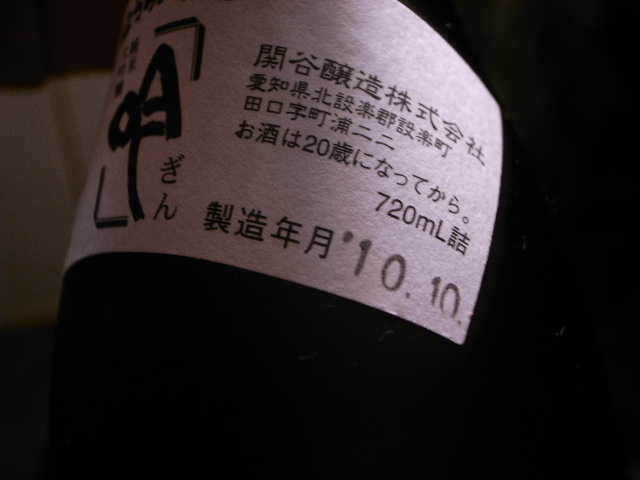 関谷醸造株式会社
愛知県北設楽郡設楽町
田口字町浦二二
お酒は20歳になってから。
720mL詰
製造年月 '10.10.
吟
ぎん
純米